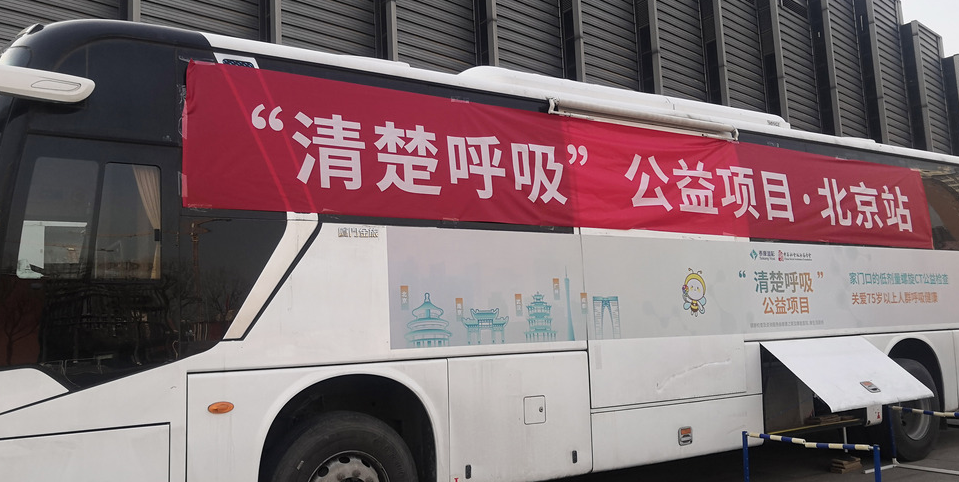 “清楚呼吸”公益项目·北京站
厦门金旅
“清楚呼吸”
公益项目
家门口的低剂量螺旋CT公益检查
关爱75岁以上人群呼吸健康